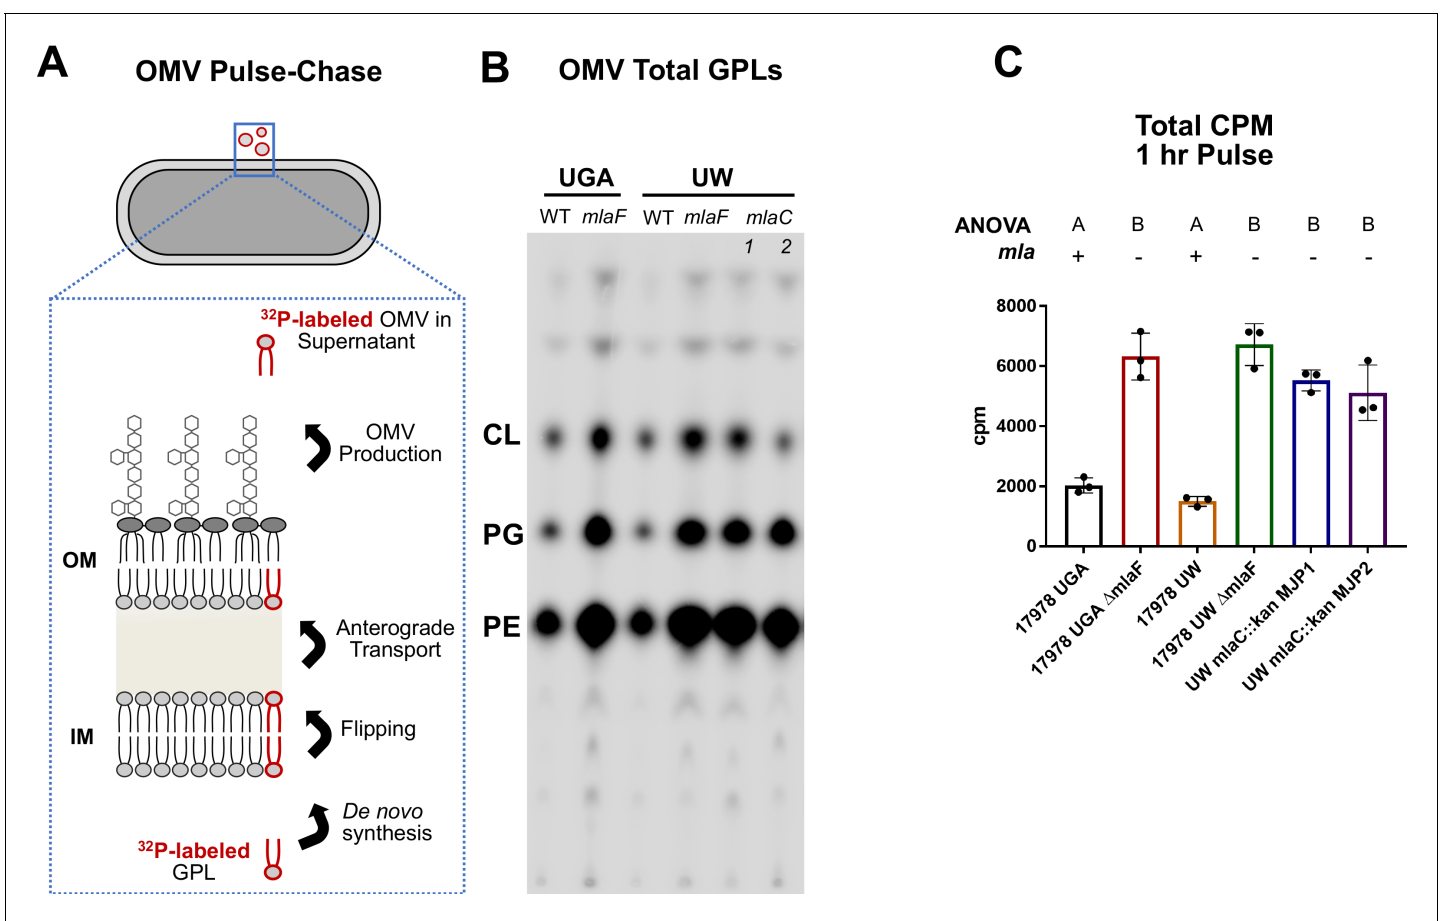 A
OMV Pulse-Chase
32P-labeled OMV in
Supernatant
OMV
Production
OM
Anterograde
Transport
IM
Flipping
De novo
synthesis
32P-labeled
GPL
B
OMV Total GPLs
UGA UW
WT mlaF WT mlaF mlaC
1 2
CL
PG
PE
C
Total CPM
1 hr Pulse
ANOVA A B A B B B
mla + - + - - -
cpm
8000
6000
4000
2000
0
17978 UGA
17978 UGA ΔmlaF
17978 UW
17978 UW ΔmlaF
UW mlaC::kan MJP1
UW mlaC::kan MJP2